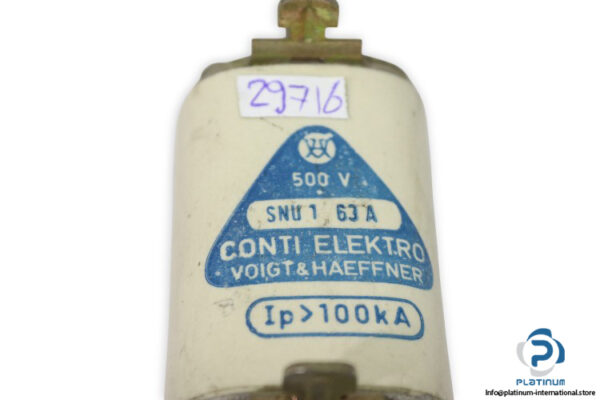 29716
500 V
SNU 1 63 A
CONTI ELEKTRO
VOIGT & HAEFFNER
Ip>100kA
PLATINUM
info@platinum-international.store